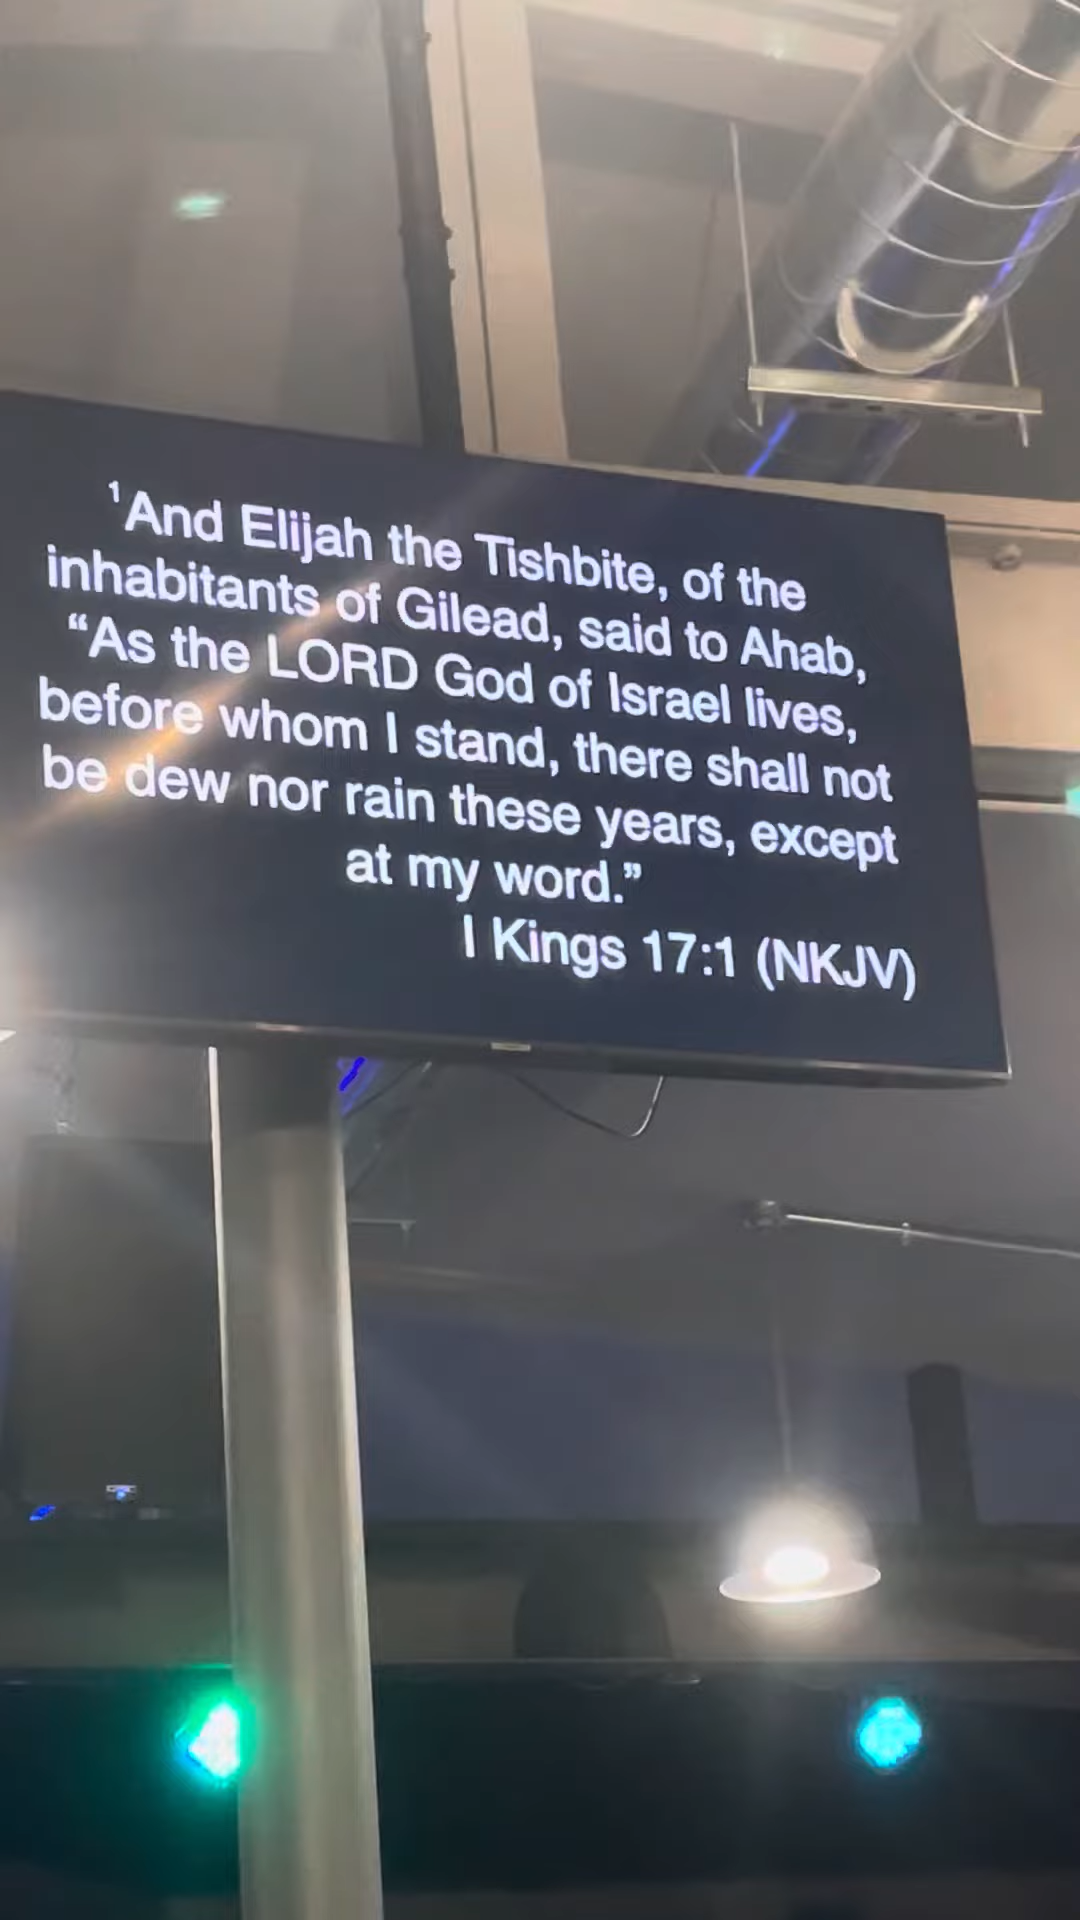 ¹And Elijah the Tishbite, of the
inhabitants of Gilead, said to Ahab,
“As the LORD God of Israel lives,
before whom I stand, there shall not
be dew nor rain these years, except
at my word.”
I Kings 17:1 (NKJV)